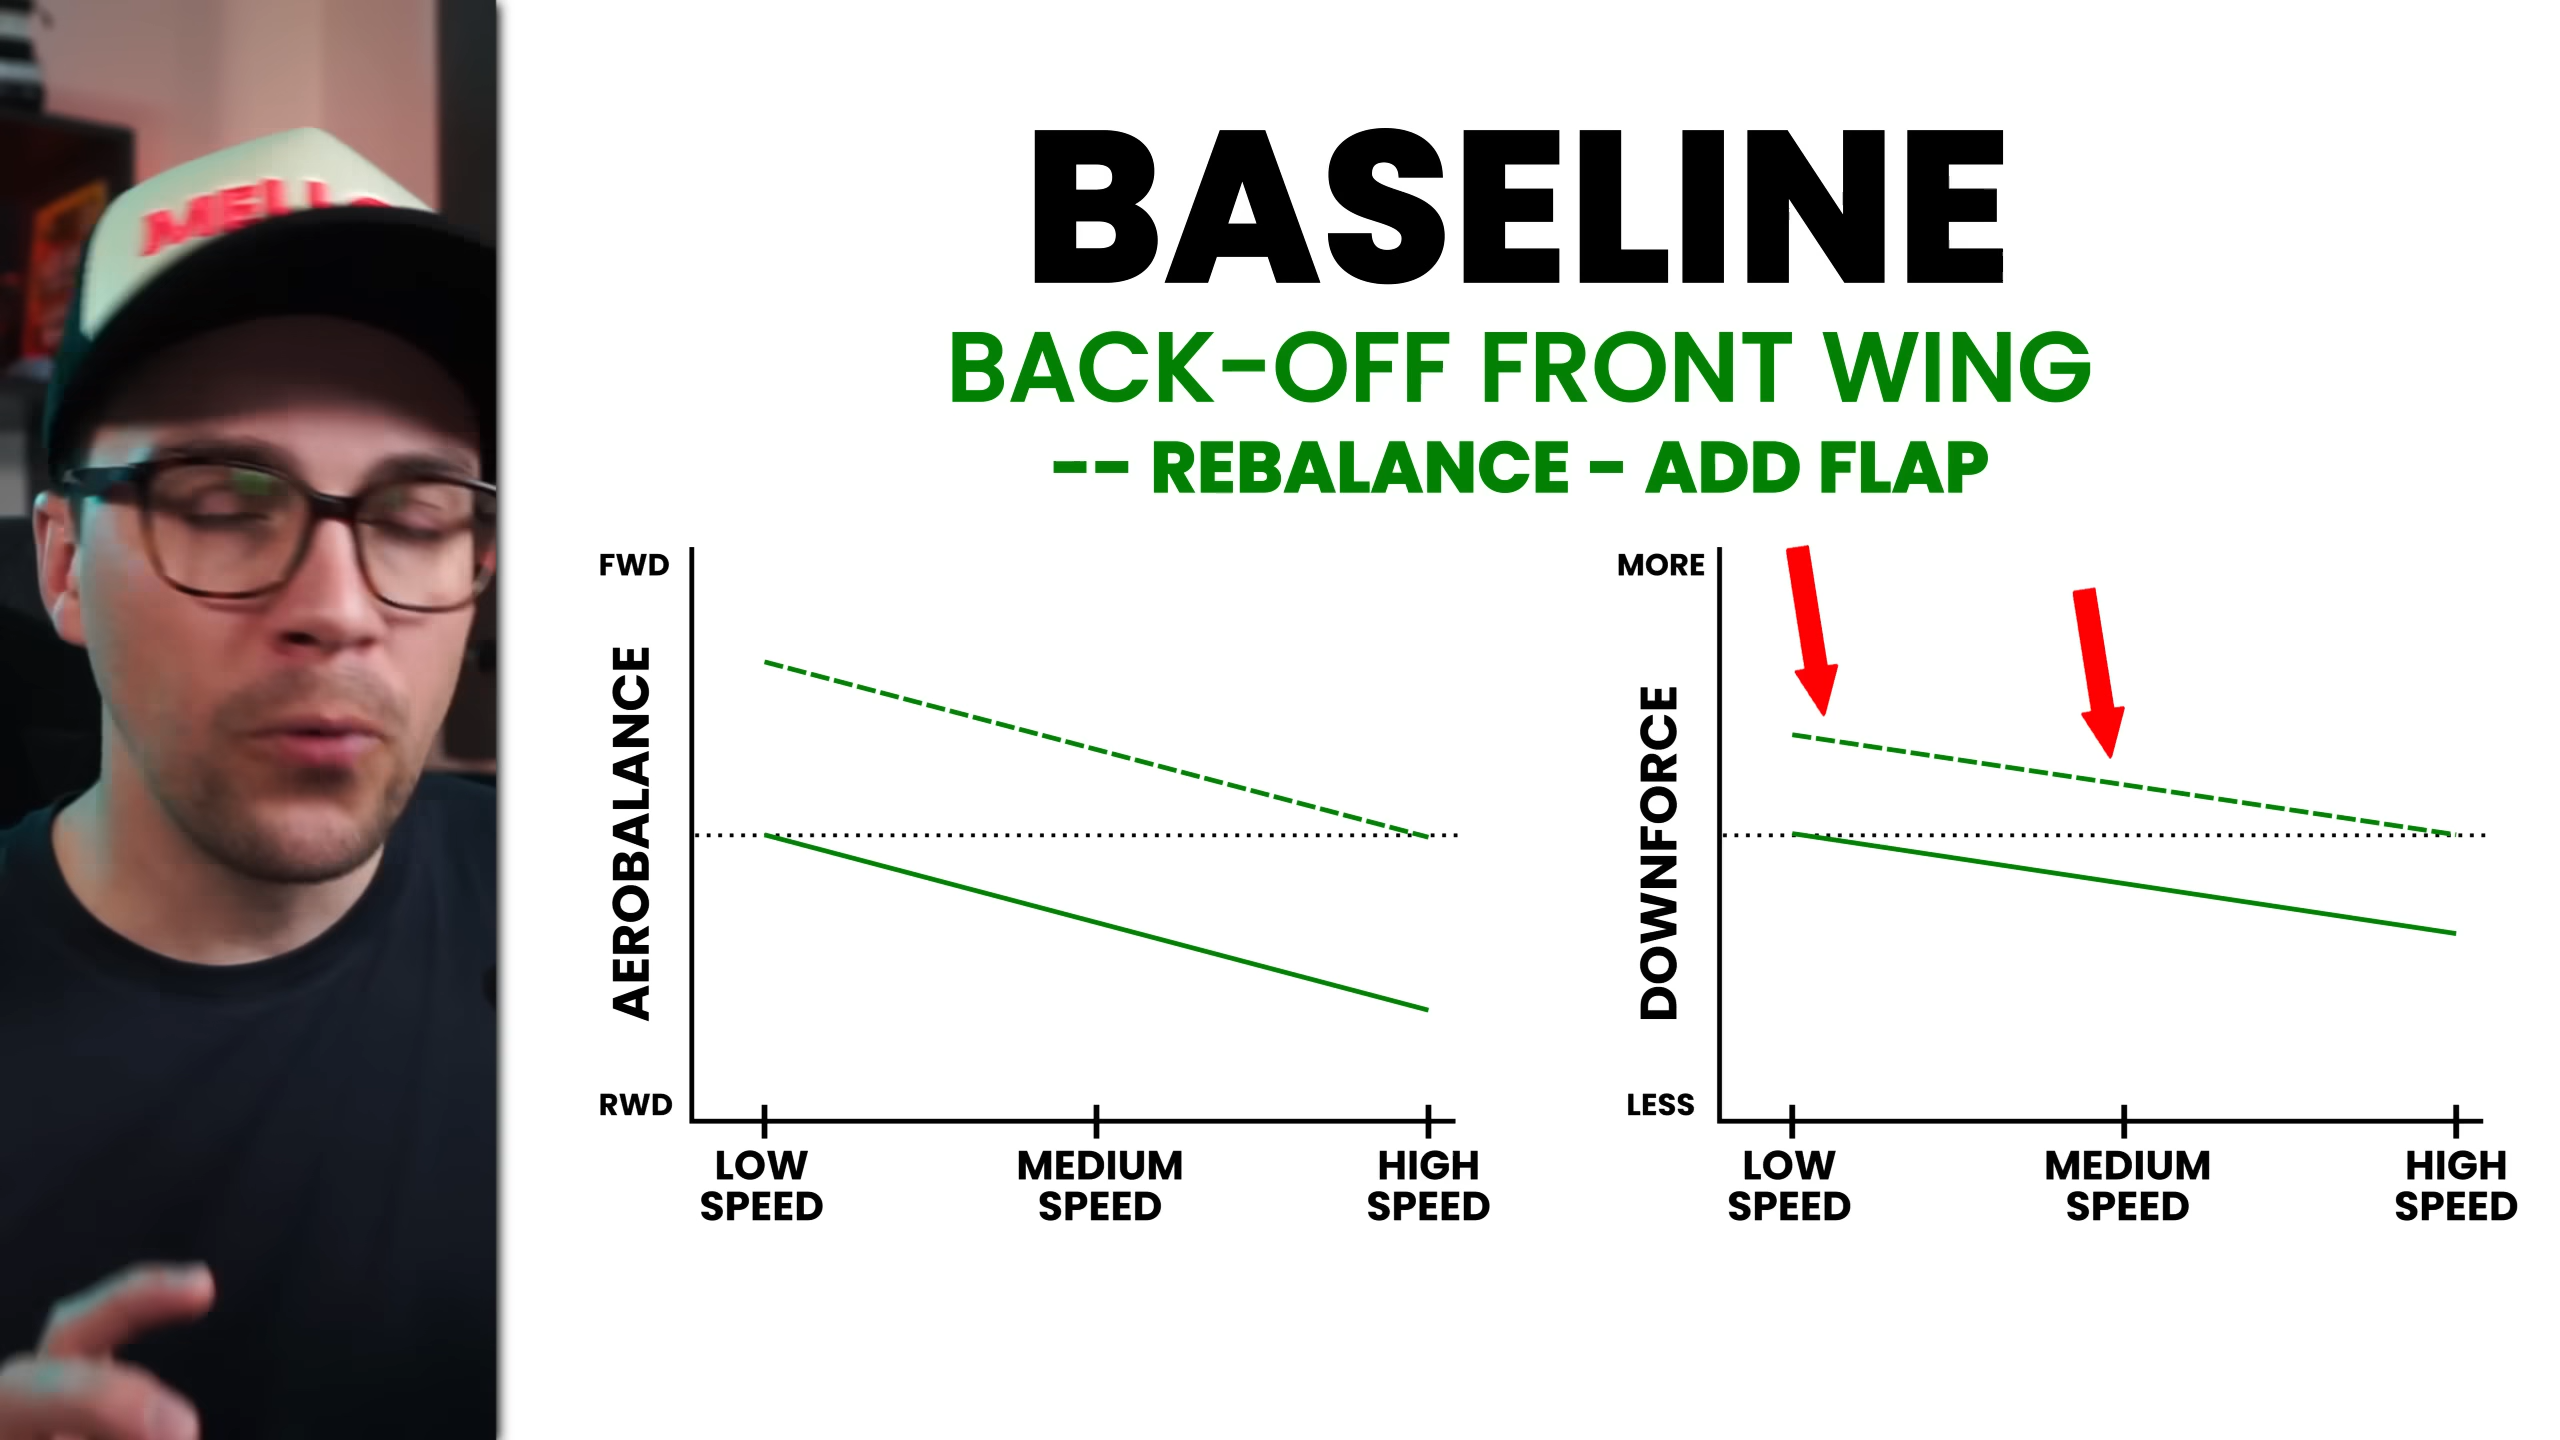 BASELINE
BACK-OFF FRONT WING
-- REBALANCE - ADD FLAP
FWD
AEROBALANCE
RWD
LOW
SPEED
MEDIUM
SPEED
HIGH
SPEED
MORE
DOWNFORCE
LESS
LOW
SPEED
MEDIUM
SPEED
HIGH
SPEED